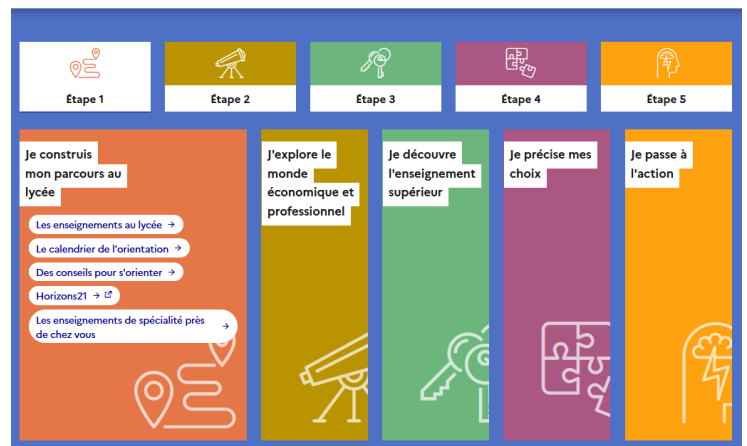 Étape 1
Étape 2
Étape 3
Étape 4
Étape 5
Je construis
mon parcours au
lycée
Les enseignements au lycée →
Le calendrier de l'orientation →
Des conseils pour s'orienter →
Horizons21 →
Les enseignements de spécialité près
de chez vous →
J'explore le
monde
économique et
professionnel
Je découvre
l'enseignement
supérieur
Je précise mes
choix
Je passe à
l'action